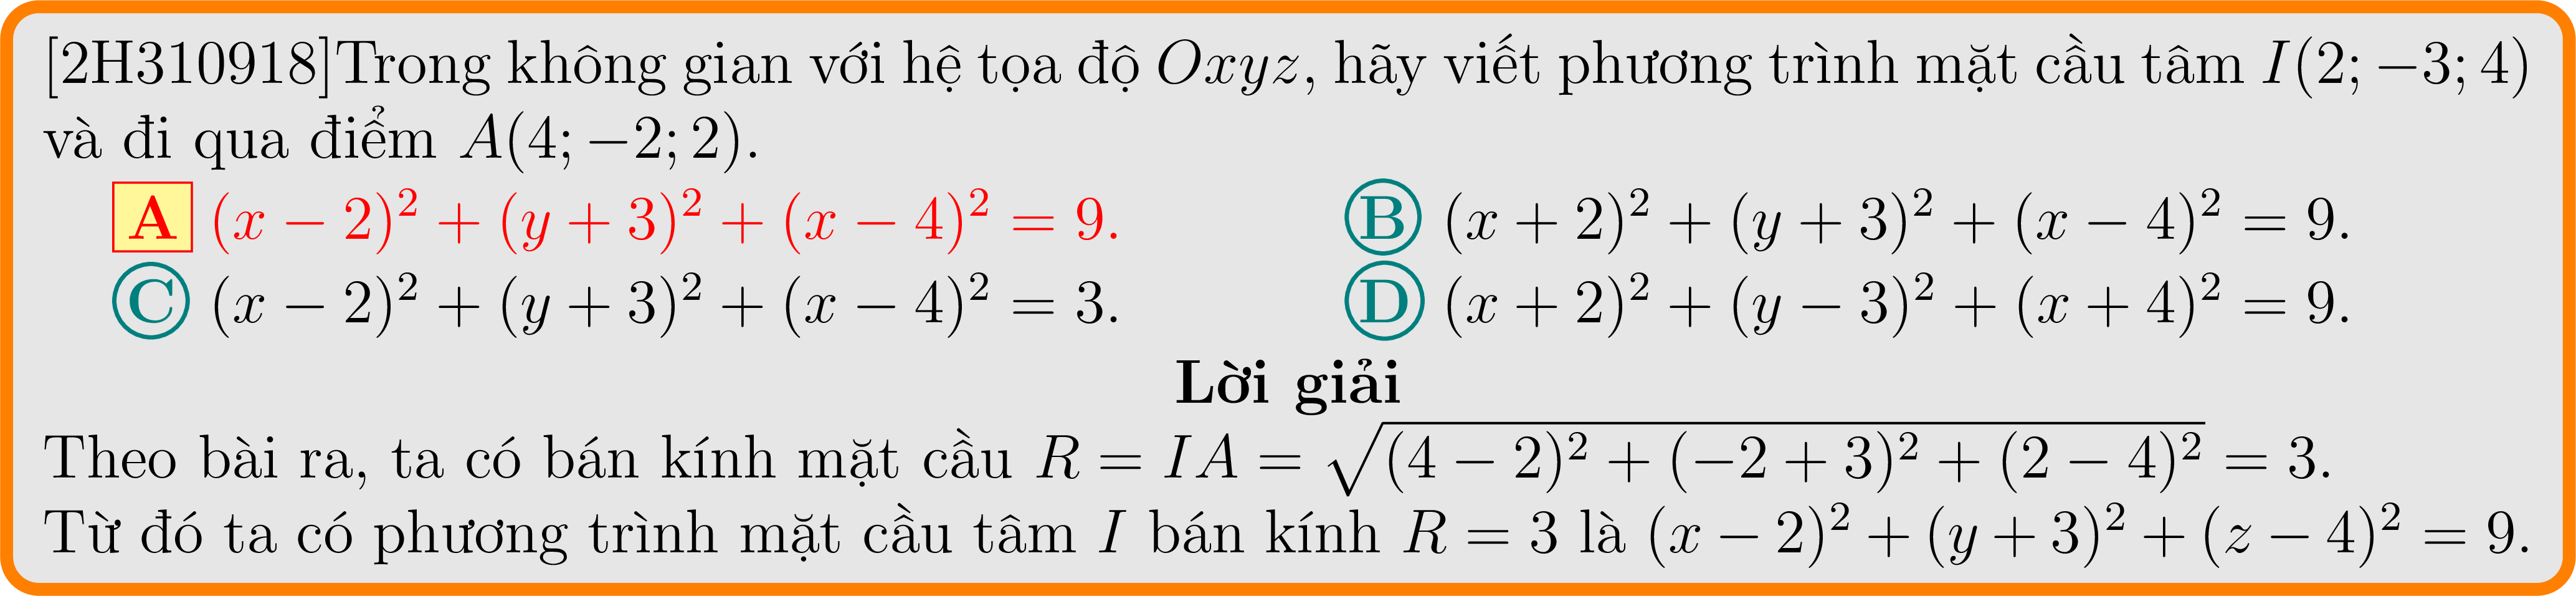 [2H310918]Trong không gian với hệ tọa độ Oxyz, hãy viết phương trình mặt cầu tâm I(2; −3; 4)
và đi qua điểm A(4; −2; 2).
A (x − 2)² + (y + 3)² + (x − 4)² = 9. B (x + 2)² + (y + 3)² + (x − 4)² = 9.
C (x − 2)² + (y + 3)² + (x − 4)² = 3. D (x + 2)² + (y − 3)² + (x + 4)² = 9.
Lời giải
Theo bài ra, ta có bán kính mặt cầu R = IA = √((4 − 2)² + (−2 + 3)² + (2 − 4)²) = 3.
Từ đó ta có phương trình mặt cầu tâm I bán kính R = 3 là (x − 2)² + (y + 3)² + (z − 4)² = 9.